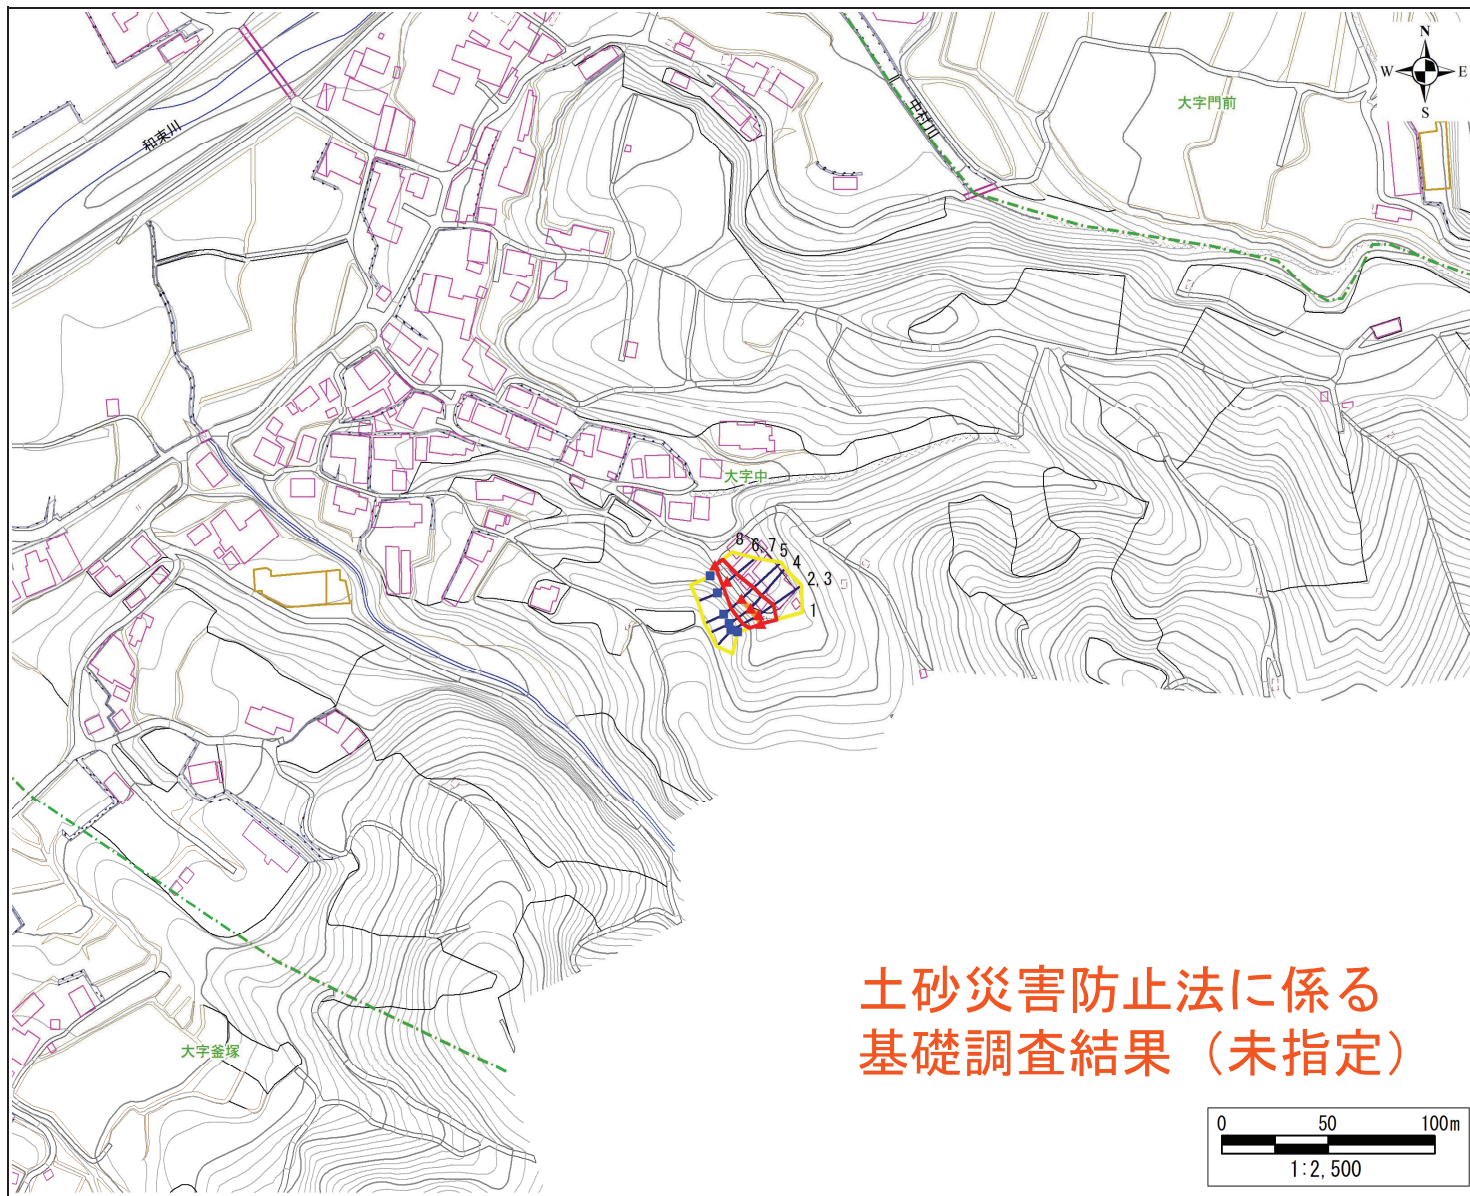 N
W E
S
大字門前
中村川
和束川
大字中
8 6,7 5
4
2,3
1
土砂災害防止法に係る
基礎調査結果（未指定）
大字釜塚
0 50 100m
1:2,500